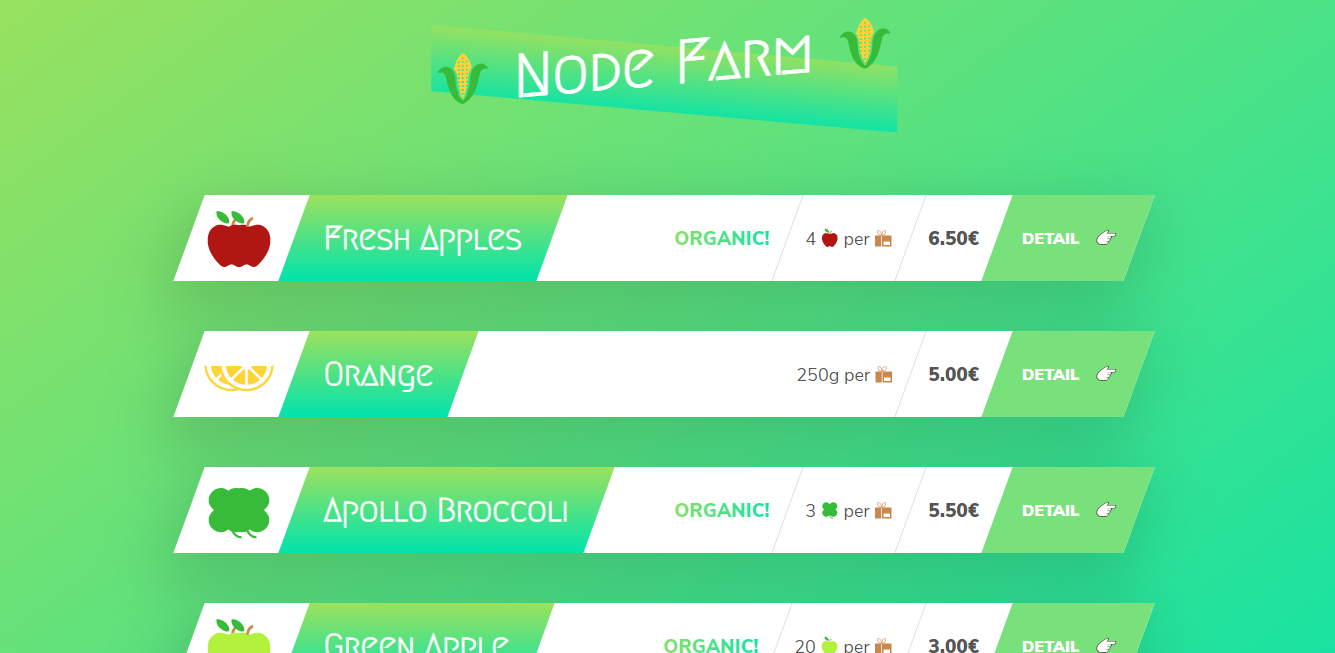 Node Farm
Fresh Apples ORGANIC! 4 per 6.50€ DETAIL
Orange 250g per 5.00€ DETAIL
Apollo Broccoli ORGANIC! 3 per 5.50€ DETAIL
Green Apple ORGANIC! 20 per 3.00€ DETAIL